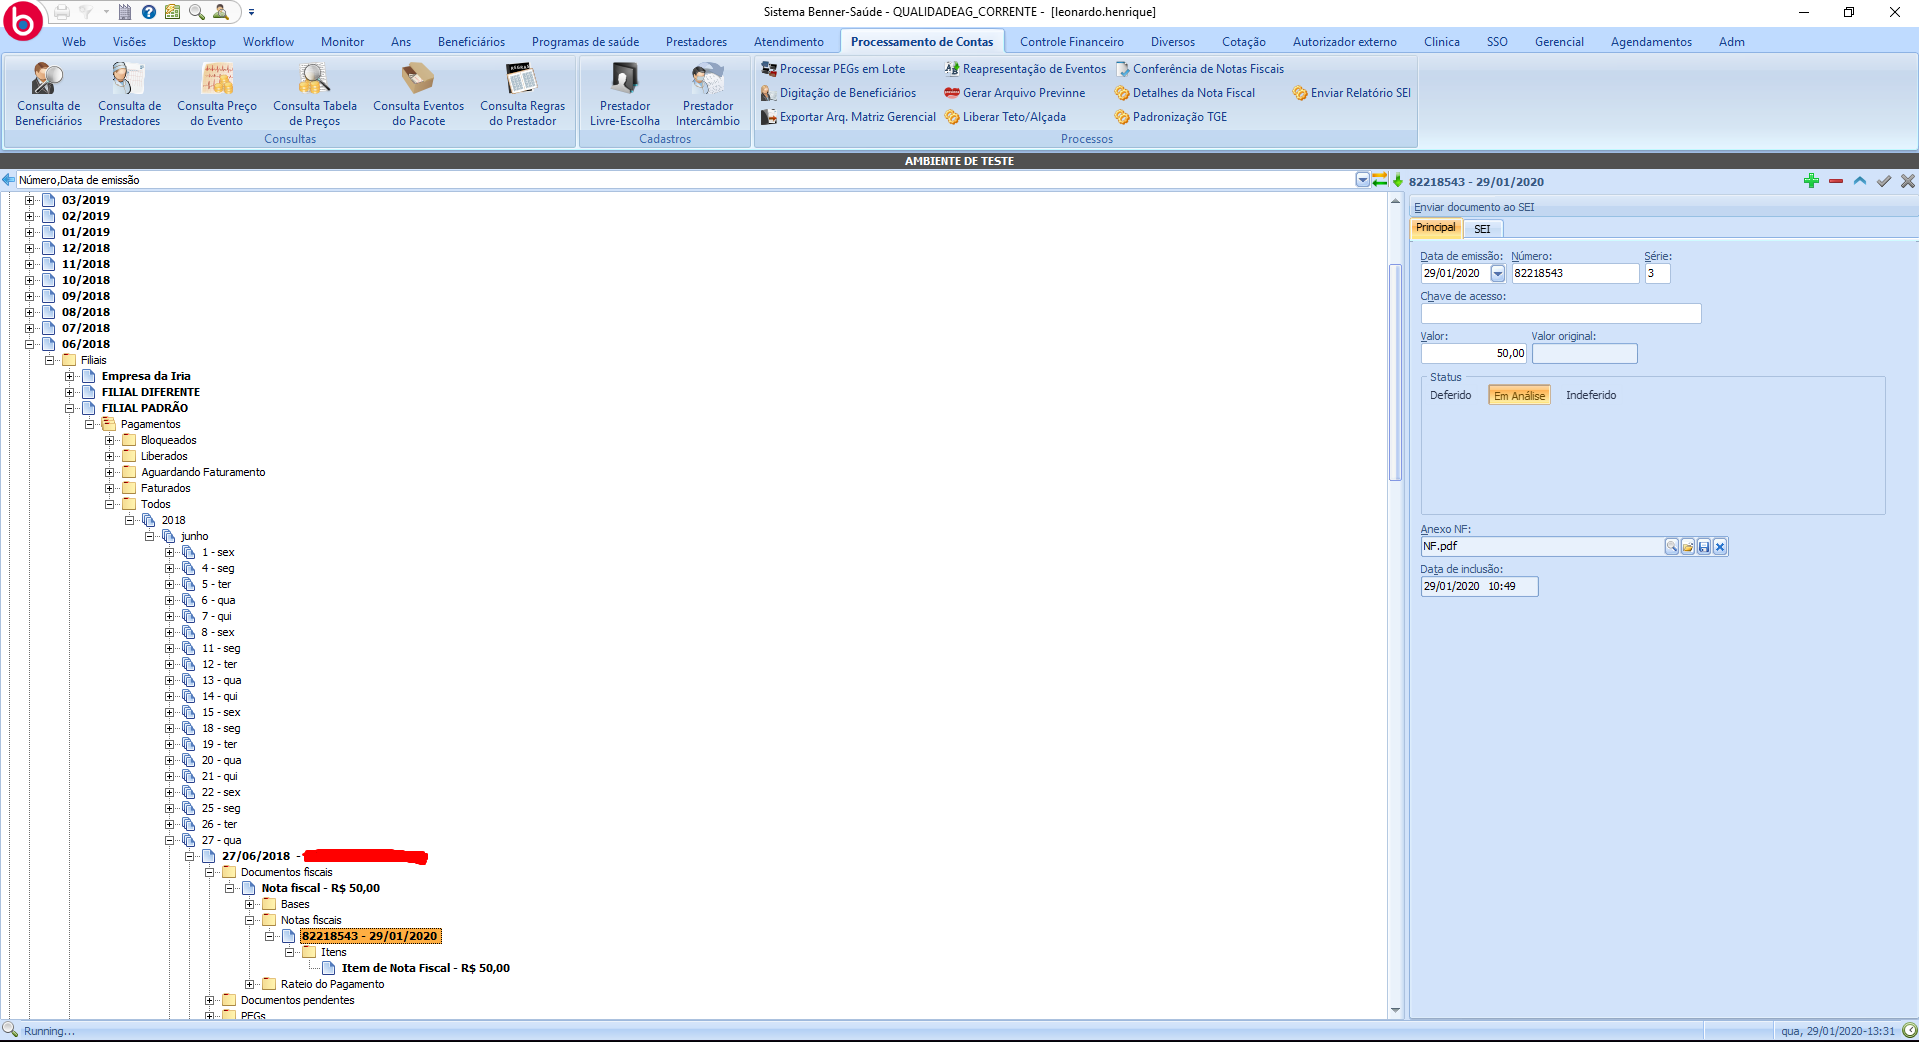 b
Sistema Benner-Saúde - QUALIDADEAG_CORRENTE - [leonardo.henrique]
Web Visões Desktop Workflow Monitor Ans Beneficiários Programas de saúde Prestadores Atendimento Processamento de Contas Controle Financeiro Diversos Cotação Autorizador externo Clinica SSO Gerencial Agendamentos Adm
Consulta de Beneficiários
Consulta de Prestadores
Consulta Preço do Evento
Consulta Tabela de Preços
Consulta Eventos do Pacote
Consulta Regras do Prestador
Consultas
Prestador Livre-Escolha
Prestador Intercâmbio
Cadastros
Processar PEGs em Lote
Digitação de Beneficiários
Exportar Arq. Matriz Gerencial
Reapresentação de Eventos
Gerar Arquivo Previnne
Liberar Teto/Alçada
Conferência de Notas Fiscais
Detalhes da Nota Fiscal
Padronização TGE
Enviar Relatório SEI
Processos
AMBIENTE DE TESTE
Número,Data de emissão
03/2019
02/2019
01/2019
12/2018
11/2018
10/2018
09/2018
08/2018
07/2018
06/2018
Filiais
Empresa da Iria
FILIAL DIFERENTE
FILIAL PADRÃO
Pagamentos
Bloqueados
Liberados
Aguardando Faturamento
Faturados
Todos
2018
junho
1 - sex
4 - seg
5 - ter
6 - qua
7 - qui
8 - sex
11 - seg
12 - ter
13 - qua
14 - qui
15 - sex
18 - seg
19 - ter
20 - qua
21 - qui
22 - sex
25 - seg
26 - ter
27 - qua
27/06/2018 -
Documentos fiscais
Nota fiscal - R$ 50,00
Bases
Notas fiscais
82218543 - 29/01/2020
Itens
Item de Nota Fiscal - R$ 50,00
Rateio do Pagamento
Documentos pendentes
PEGs
82218543 - 29/01/2020
Enviar documento ao SEI
Principal SEI
Data de emissão: Número: Série:
29/01/2020 82218543 3
Chave de acesso:
Valor: Valor original:
50,00
Status
Deferido Em Análise Indeferido
Anexo NF:
NF.pdf
Data de inclusão:
29/01/2020 10:49
Running...
qua, 29/01/2020-13:31